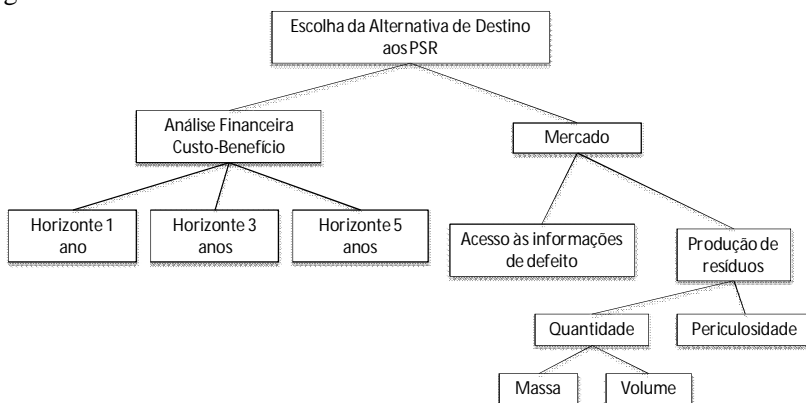 Escolha da Alternativa de Destino
aos PSR
Análise Financeira
Custo-Benefício
Mercado
Horizonte 1
ano
Horizonte 3
anos
Horizonte 5
anos
Acesso às informações
de defeito
Produção de
resíduos
Quantidade
Periculosidade
Massa
Volume